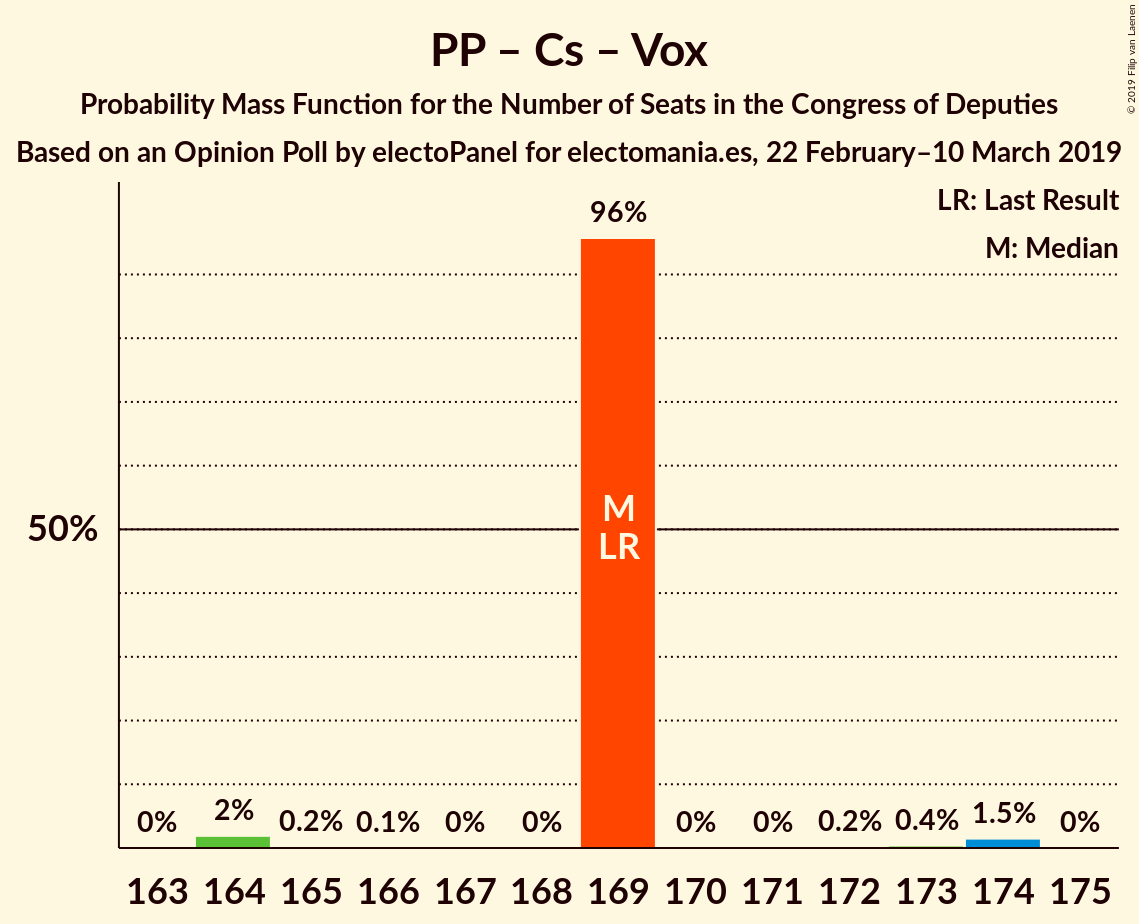 PP – Cs – Vox
Probability Mass Function for the Number of Seats in the Congress of Deputies
Based on an Opinion Poll by electoPanel for electomania.es, 22 February–10 March 2019
© 2019 Filip van Laenen
LR: Last Result
M: Median
96%
50%
M
LR
0% 2% 0.2% 0.1% 0% 0% 0% 0% 0.2% 0.4% 1.5% 0%
163 164 165 166 167 168 169 170 171 172 173 174 175